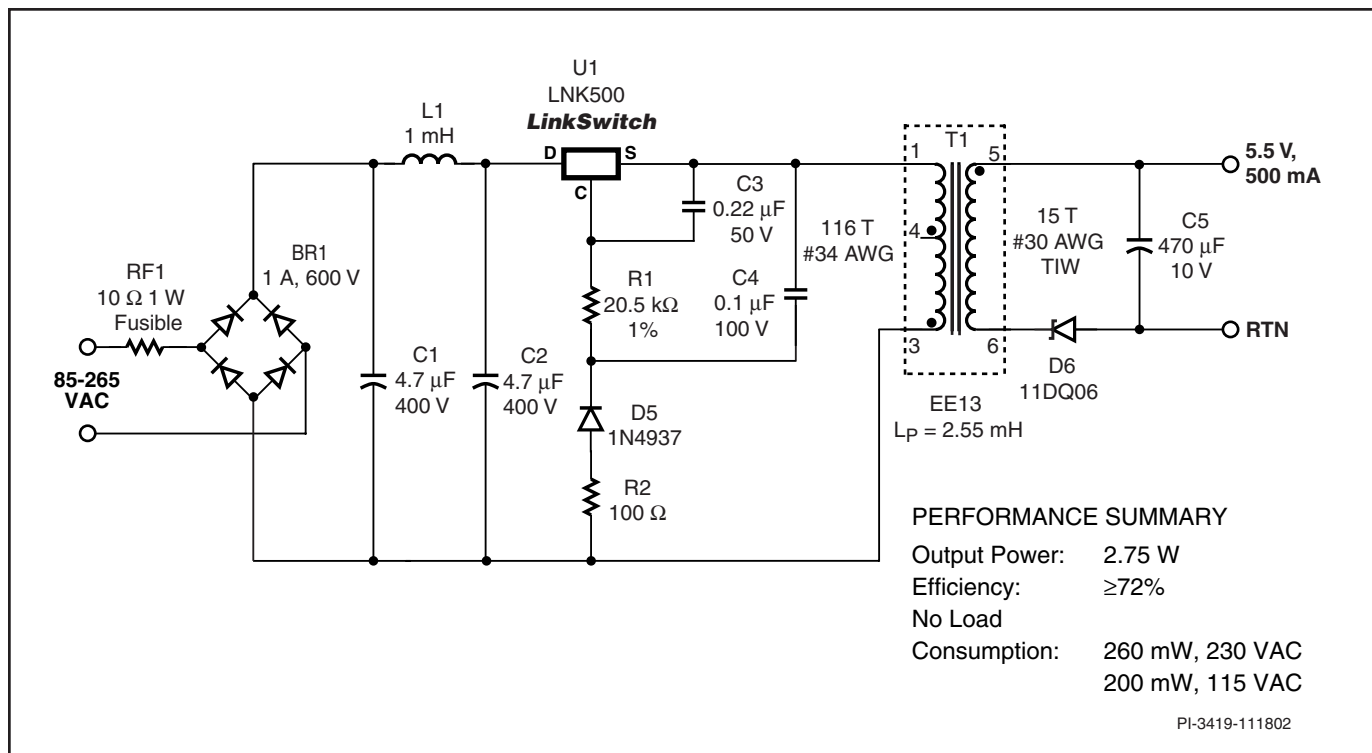 U1
LNK500
LinkSwitch
L1
1 mH
D
S
C
C3
0.22 µF
50 V
T1
1
5
4
3
6
116 T
#34 AWG
15 T
#30 AWG
TIW
5.5 V,
500 mA
C5
470 µF
10 V
RTN
BR1
1 A, 600 V
RF1
10 Ω 1 W
Fusible
85-265
VAC
C1
4.7 µF
400 V
C2
4.7 µF
400 V
R1
20.5 kΩ
1%
C4
0.1 µF
100 V
D5
1N4937
R2
100 Ω
D6
11DQ06
EE13
LP = 2.55 mH
PERFORMANCE SUMMARY
Output Power: 2.75 W
Efficiency: ≥72%
No Load
Consumption: 260 mW, 230 VAC
200 mW, 115 VAC
PI-3419-111802